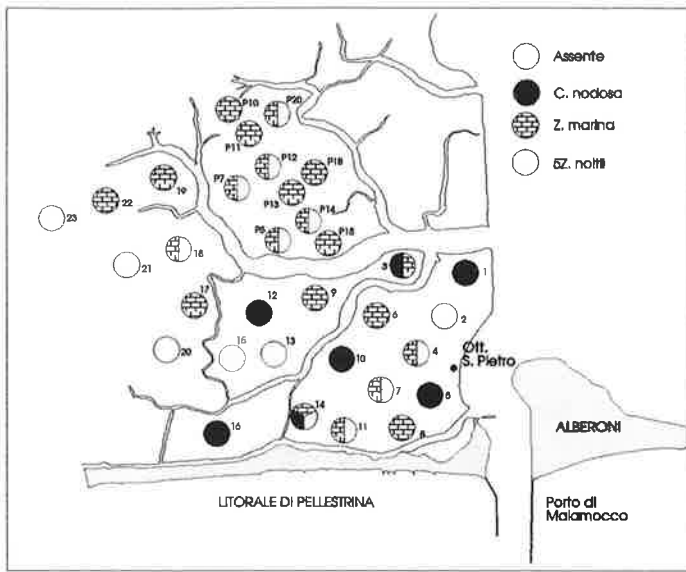 Assente
C. nodosa
Z. marina
δZ. noltii
P10
P20
P11
P12
P18
P7
P13
P14
P5
P15
19
22
23
18
21
17
20
3
1
12
9
6
2
15
13
10
4
Ott.
S. Pietro
7
5
14
16
11
8
ALBERONI
LITORALE DI PELLESTRINA
Porto di
Malamocco